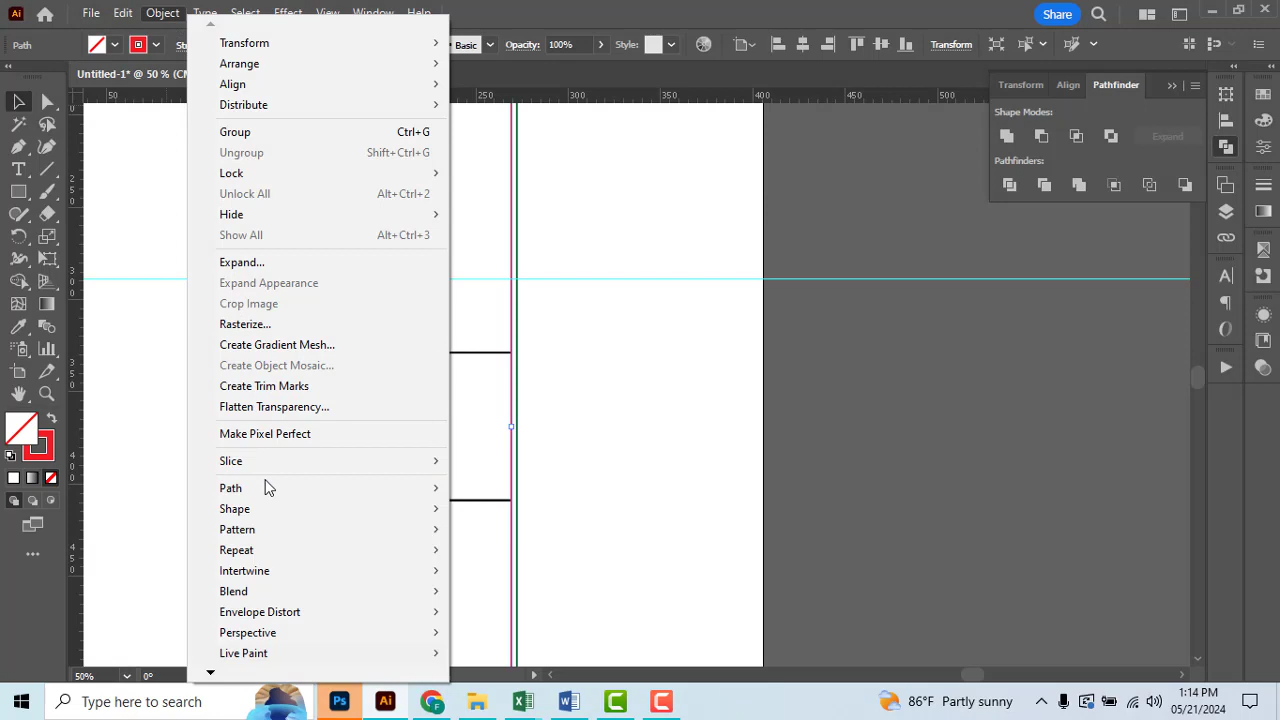 Ai File Edit Object Type Select Effect View Window Help Share
Path Basic Opacity: 100% Style: Transform
Untitled-1* @ 50 %
50 250 300 350 400 450 500
Transform
Arrange
Align
Distribute
Group Ctrl+G
Ungroup Shift+Ctrl+G
Lock
Unlock All Alt+Ctrl+2
Hide
Show All Alt+Ctrl+3
Expand...
Expand Appearance
Crop Image
Rasterize...
Create Gradient Mesh...
Create Object Mosaic...
Create Trim Marks
Flatten Transparency...
Make Pixel Perfect
Slice
Path
Shape
Pattern
Repeat
Intertwine
Blend
Envelope Distort
Perspective
Live Paint
Transform Align Pathfinder
Shape Modes:
Expand
Pathfinders:
50% 0°
Type here to search
Ps Ai
86°F Partly sunny
1:14 PM
05/21/2024